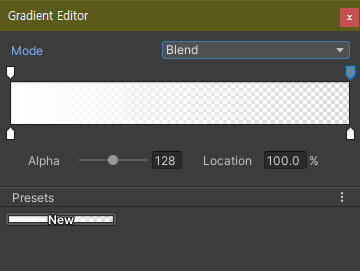 Gradient Editor
x
Mode Blend
Alpha 128 Location 100.0 %
Presets
New